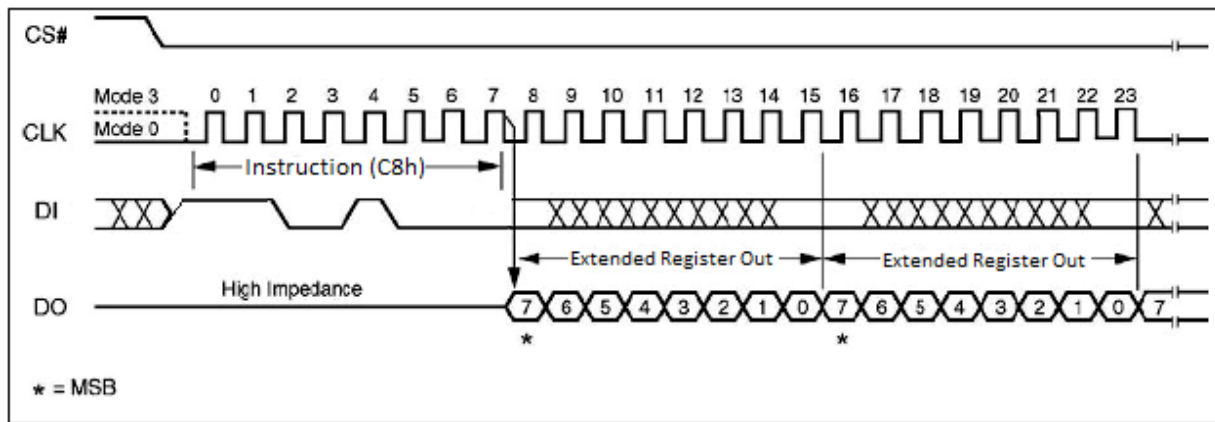 CS#
Mode 3 0 1 2 3 4 5 6 7 8 9 10 11 12 13 14 15 16 17 18 19 20 21 22 23
CLK Mode 0
Instruction (C8h)
DI
Extended Register Out Extended Register Out
High Impedance
DO 7 6 5 4 3 2 1 0 7 6 5 4 3 2 1 0 7
* *
* = MSB